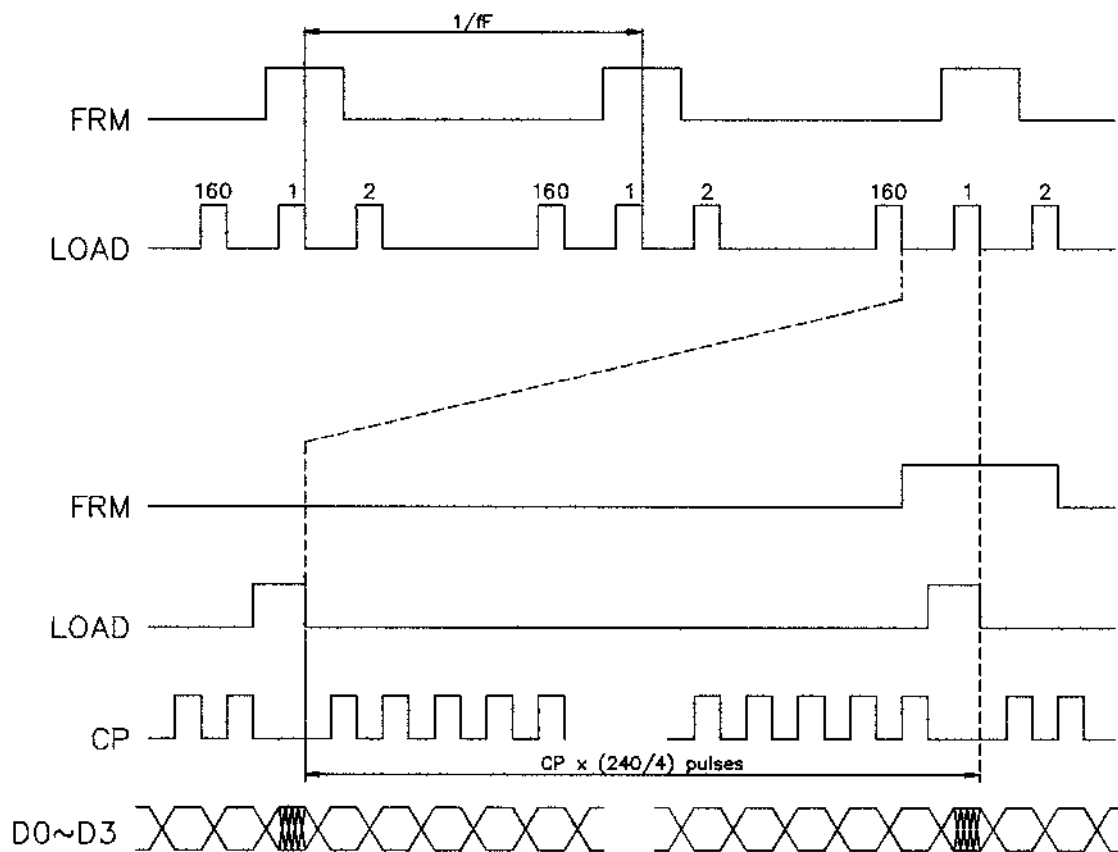 1/fF
FRM
160 1 2 160 1 2 160 1 2
LOAD
FRM
LOAD
CP
CP x (240/4) pulses
D0~D3